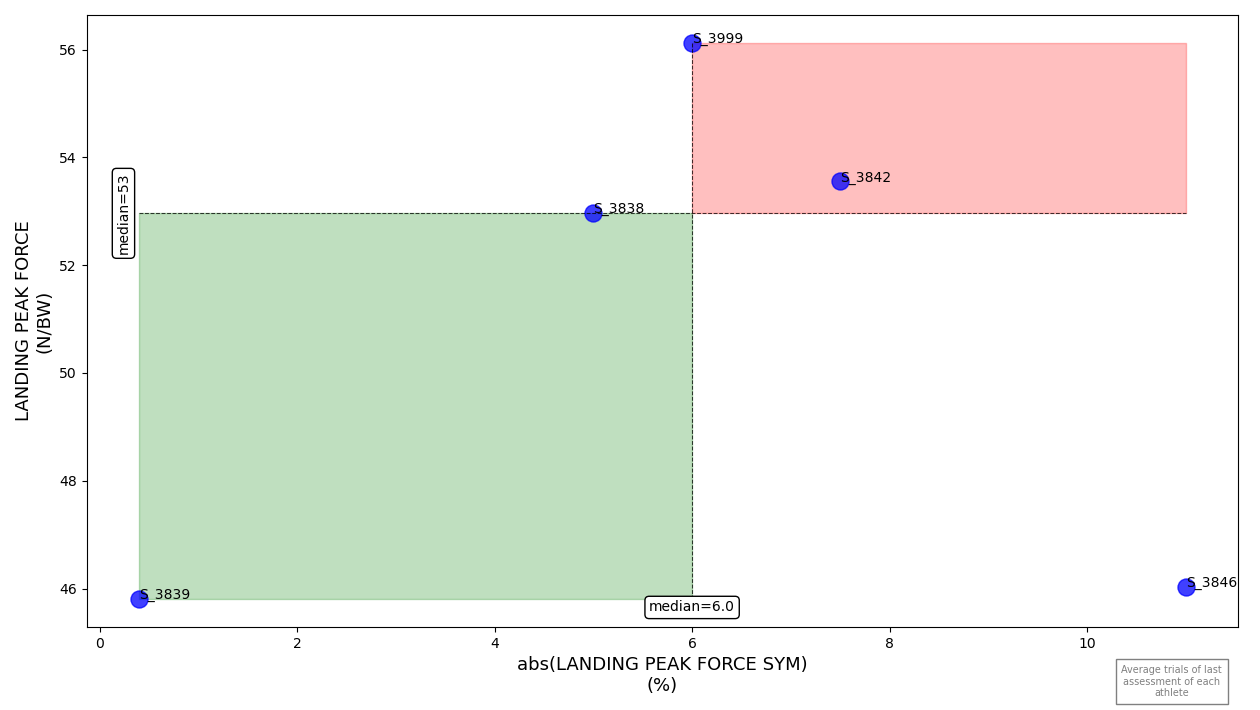 56
54
52
50
48
46
LANDING PEAK FORCE
(N/BW)
median=53
S_3999
S_3842
S_3838
S_3839
S_3846
median=6.0
0
2
4
6
8
10
abs(LANDING PEAK FORCE SYM)
(%)
Average trials of last
assessment of each
athlete